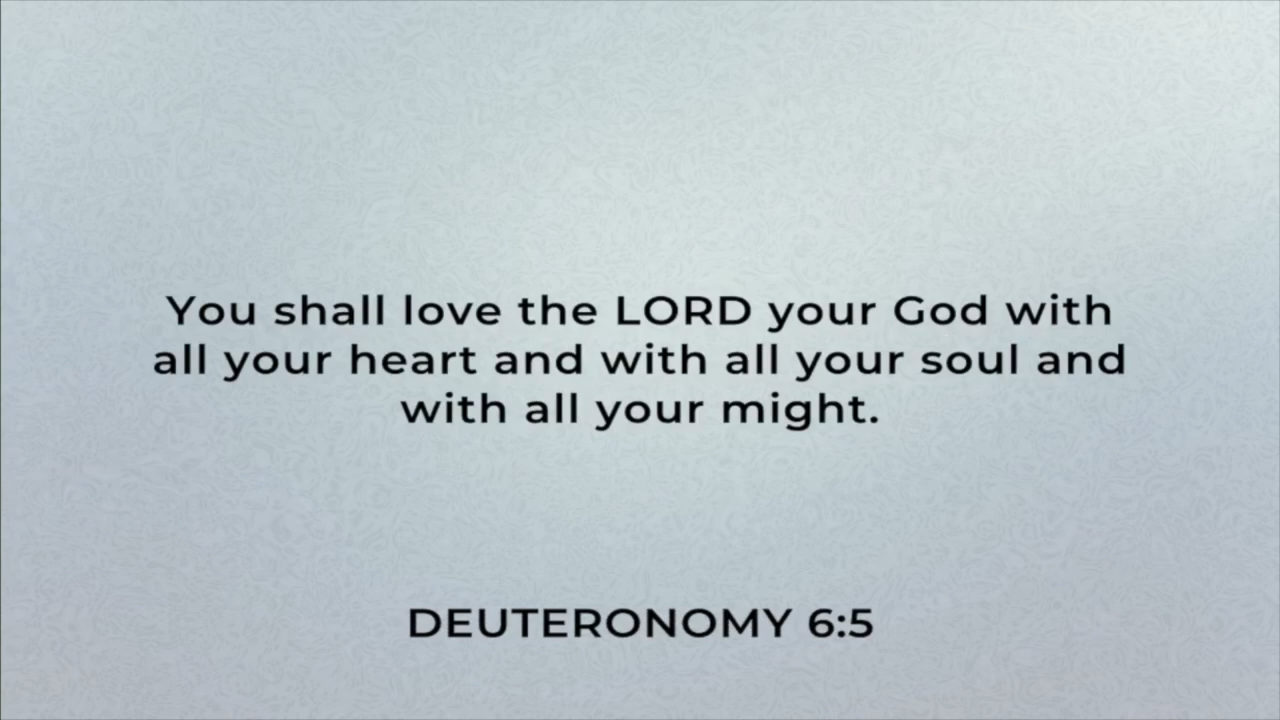 You shall love the LORD your God with
all your heart and with all your soul and
with all your might.
DEUTERONOMY 6:5